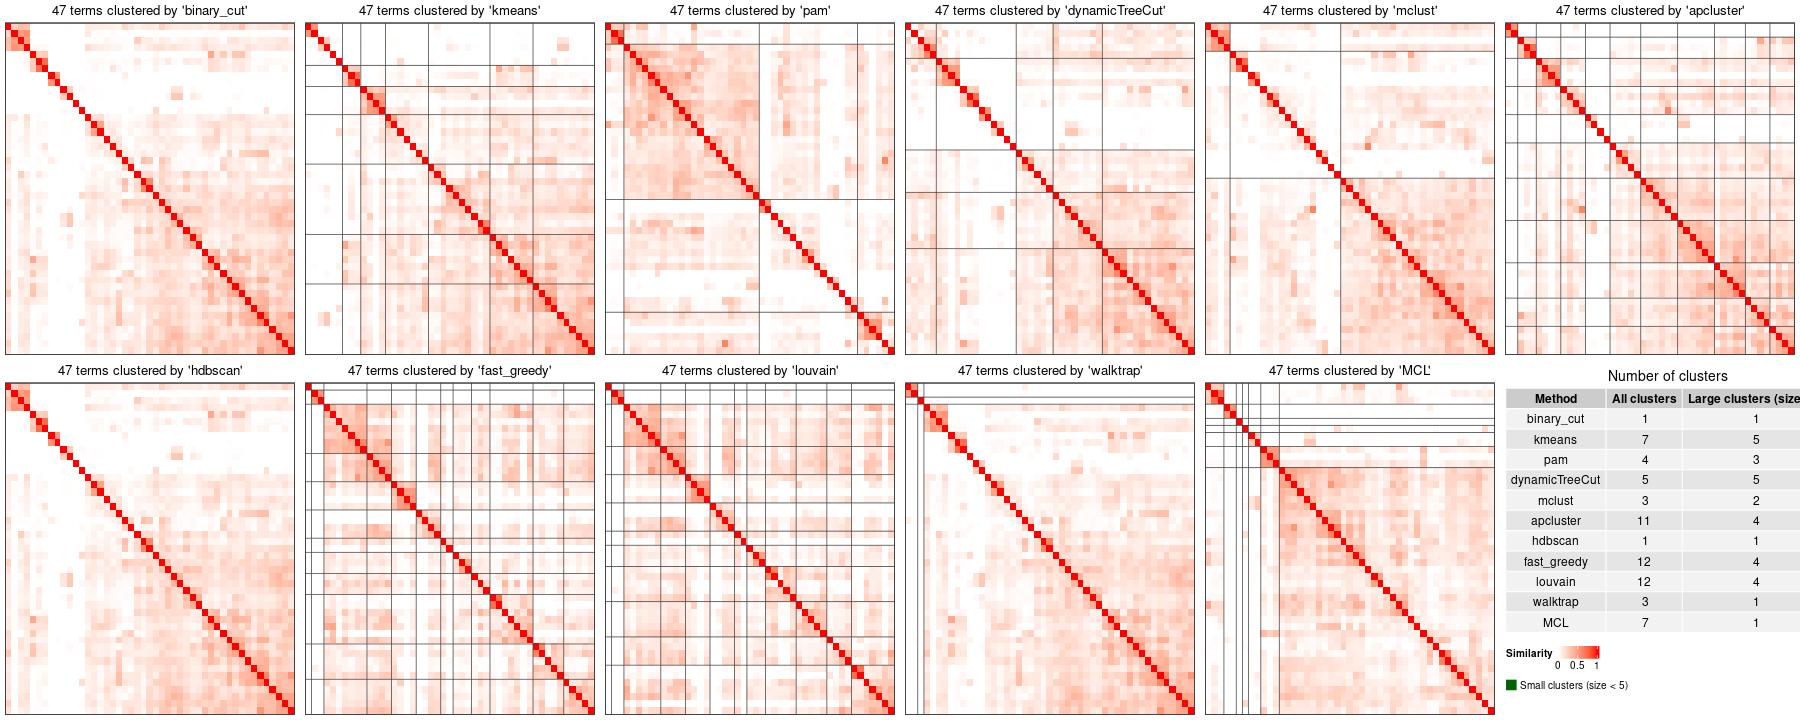 47 terms clustered by 'binary_cut'
47 terms clustered by 'kmeans'
47 terms clustered by 'pam'
47 terms clustered by 'dynamicTreeCut'
47 terms clustered by 'mclust'
47 terms clustered by 'apcluster'
47 terms clustered by 'hdbscan'
47 terms clustered by 'fast_greedy'
47 terms clustered by 'louvain'
47 terms clustered by 'walktrap'
47 terms clustered by 'MCL'
Number of clusters
Method All clusters Large clusters (size
binary_cut 1 1
kmeans 7 5
pam 4 3
dynamicTreeCut 5 5
mclust 3 2
apcluster 11 4
hdbscan 1 1
fast_greedy 12 4
louvain 12 4
walktrap 3 1
MCL 7 1
Similarity
0 0.5 1
Small clusters (size < 5)